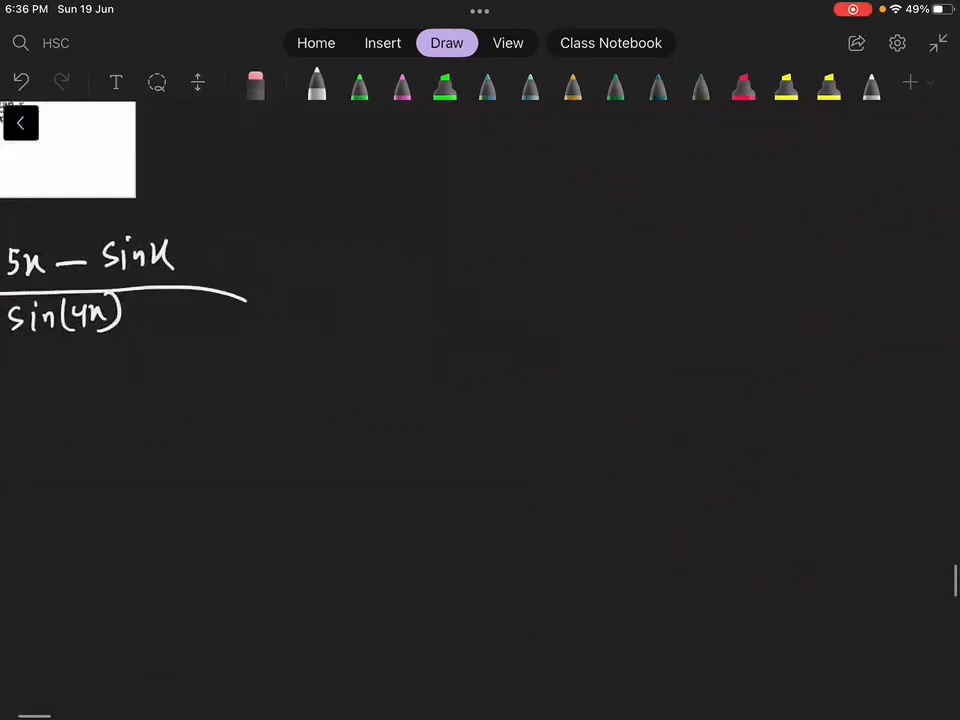 6:36 PM Sun 19 Jun 49%
HSC Home Insert Draw View Class Notebook
T
5x - sinx
sin(4x)